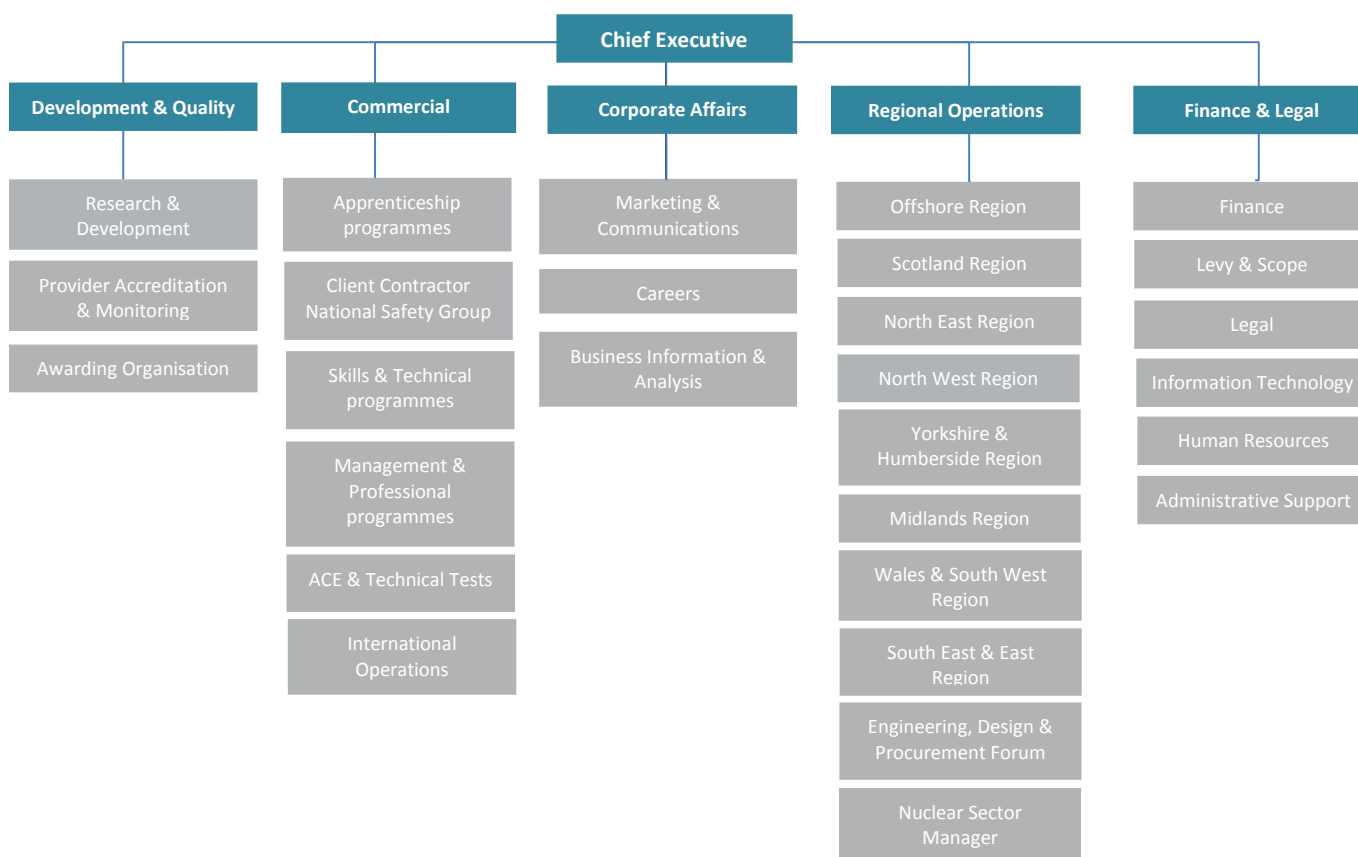 Chief Executive
Development & Quality
Research &
Development
Provider Accreditation
& Monitoring
Awarding Organisation
Commercial
Apprenticeship
programmes
Client Contractor
National Safety Group
Skills & Technical
programmes
Management &
Professional
programmes
ACE & Technical Tests
International
Operations
Corporate Affairs
Marketing &
Communications
Careers
Business Information &
Analysis
Regional Operations
Offshore Region
Scotland Region
North East Region
North West Region
Yorkshire &
Humberside Region
Midlands Region
Wales & South West
Region
South East & East
Region
Engineering, Design &
Procurement Forum
Nuclear Sector
Manager
Finance & Legal
Finance
Levy & Scope
Legal
Information Technology
Human Resources
Administrative Support